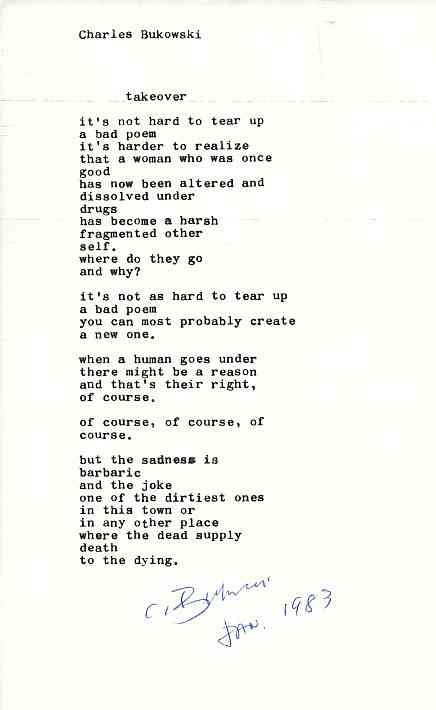 Charles Bukowski
takeover
it's not hard to tear up
a bad poem
it's harder to realize
that a woman who was once
good
has now been altered and
dissolved under
drugs
has become a harsh
fragmented other
self.
where do they go
and why?
it's not as hard to tear up
a bad poem
you can most probably create
a new one.
when a human goes under
there might be a reason
and that's their right,
of course.
of course, of course, of
course.
but the sadness is
barbaric
and the joke
one of the dirtiest ones
in this town or
in any other place
where the dead supply
death
to the dying.
C. Bukowski
Jan. 1983